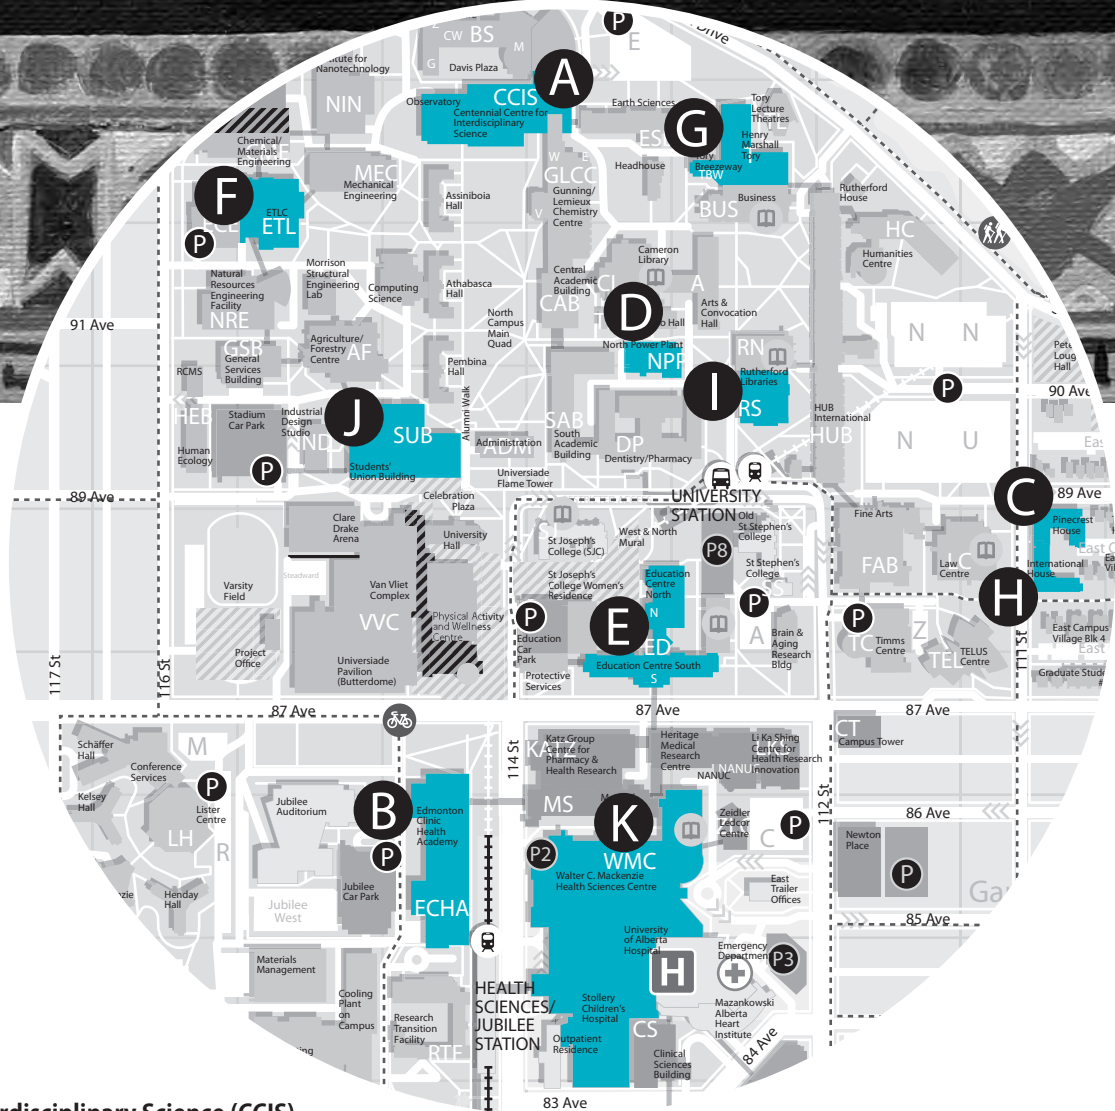 P
Drive
E
CW
BS
M
G
Davis Plaza
A
Institute for
Nanotechnology
NIN
Observatory
CCIS
Centennial Centre for
Interdisciplinary
Science
Earth Sciences
G
Tory
Lecture
Theatres
Henry
Marshall
Tory
Tory
Breezeway
TBW
Chemical/
Materials
Engineering
MEC
Mechanical
Engineering
W
E
GLCC
Headhouse
F
ETLC
ETL
P
Assiniboia
Hall
Gunning/
Lemieux
Chemistry
Centre
V
Business
BUS
Rutherford
House
HC
Humanities
Centre
Natural
Resources
Engineering
Facility
NRE
Morrison
Structural
Engineering
Lab
Computing
Science
Athabasca
Hall
Central
Academic
Building
CAB
Cameron
Library
A
Arts &
Convocation
Hall
91 Ave
GSB
General
Services
Building
Agriculture/
Forestry
Centre
AF
North
Campus
Main
Quad
D
North Power Plant
NPP
RN
Rutherford
Libraries
RS
I
N
N
RCMS
Pembina
Hall
P
90 Ave
HEB
Human
Ecology
Stadium
Car Park
P
Industrial
Design
Studio
J
SUB
Students'
Union Building
Alumni Walk
Administration
ADM
Universiade
Flame Tower
SAB
South
Academic
Building
DP
Dentistry/Pharmacy
HUB
International
HUB
N
U
89 Ave
Celebration
Plaza
UNIVERSITY
STATION
C
89 Ave
Clare
Drake
Arena
University
Hall
St Joseph's
College (SJC)
West & North
Mural
P8
Old
St Stephen's
College
Fine Arts
FAB
Law
Centre
LC
Pinecrest
House
International
House
H
Steadward
Varsity
Field
Van Vliet
Complex
VVC
St Joseph's
College Women's
Residence
Education
Centre
North
N
St Stephen's
College
P
P
Physical Activity
and Wellness
Centre
P
Education
Car
Park
E
ED
Education Centre South
S
A
Brain &
Aging
Research
Bldg
TC
Timms
Centre
Z
TEL
TELUS
Centre
East Campus
Village Blk 4
Project
Office
Universiade
Pavilion
(Butterdome)
Protective
Services
117 St
116 St
111 St
87 Ave
87 Ave
87 Ave
114 St
112 St
Schäffer
Hall
M
Conference
Services
Kelsey
Hall
P
Lister
Centre
LH
R
Henday
Hall
Jubilee
Auditorium
B
P
Jubilee
Car Park
Jubilee
West
Edmonton
Clinic
Health
Academy
ECHA
KATZ
Katz Group
Centre for
Pharmacy &
Health Research
MS
Heritage
Medical
Research
Centre
Li Ka Shing
Centre for
Health Research
Innovation
NANUC
CT
Campus Tower
K
WMC
Walter C. Mackenzie
Health Sciences Centre
P2
Zeidler
Ledcor
Centre
C
P
East
Trailer
Offices
86 Ave
Newton
Place
P
85 Ave
University
of Alberta
Hospital
H
Emergency
Department
P3
Materials
Management
Cooling
Plant
on
Campus
Research
Transition
Facility
RTF
HEALTH
SCIENCES/
JUBILEE
STATION
Stollery
Children's
Hospital
Outpatient
Residence
CS
Clinical
Sciences
Building
Mazankowski
Alberta
Heart
Institute
84 Ave
83 Ave
rdisciplinary Science (CCIS)